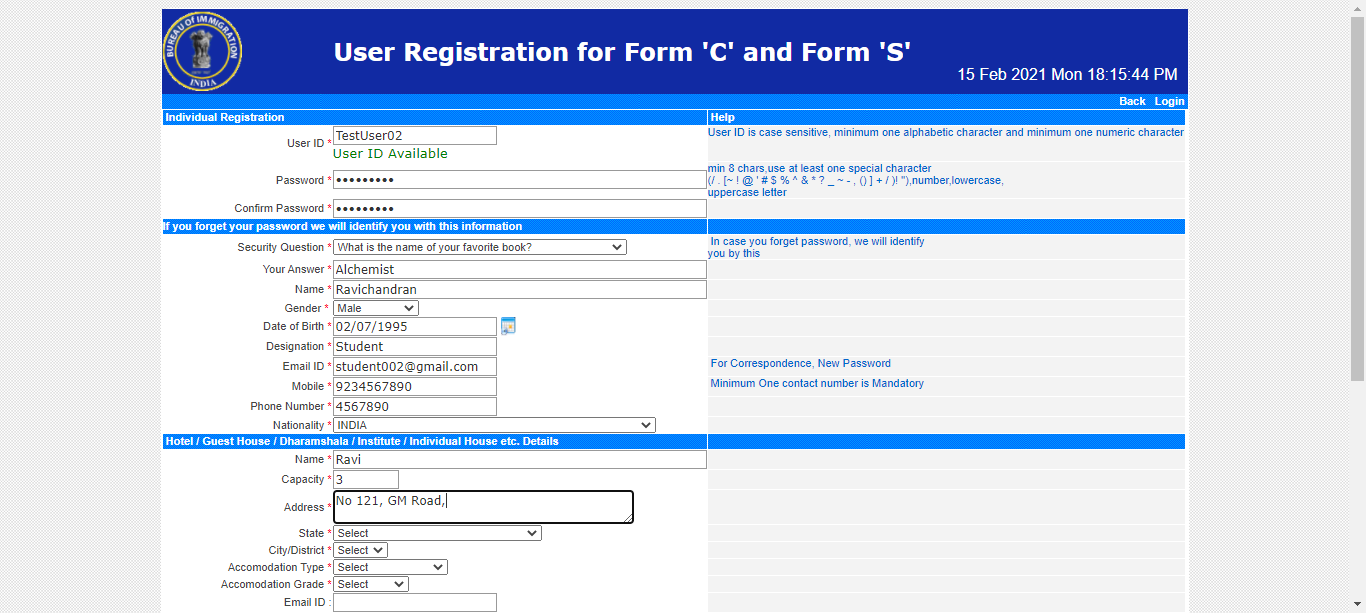 BUREAU OF IMMIGRATION
INDIA
User Registration for Form 'C' and Form 'S'
15 Feb 2021 Mon 18:15:44 PM
Back Login
Individual Registration Help
User ID * TestUser02 User ID is case sensitive, minimum one alphabetic character and minimum one numeric character
User ID Available
min 8 chars,use at least one special character
Password * ••••••••• (/ . [~ ! @ ' # $ % ^ & * ? _ ~ - , () ] + / )! "),number,lowercase,
uppercase letter
Confirm Password * •••••••••
If you forget your password we will identify you with this information
Security Question * What is the name of your favorite book? In case you forget password, we will identify
you by this
Your Answer * Alchemist
Name * Ravichandran
Gender * Male
Date of Birth * 02/07/1995
Designation * Student
Email ID * student002@gmail.com For Correspondence, New Password
Mobile * 9234567890 Minimum One contact number is Mandatory
Phone Number * 4567890
Nationality * INDIA
Hotel / Guest House / Dharamshala / Institute / Individual House etc. Details
Name * Ravi
Capacity * 3
Address * No 121, GM Road,
State * Select
City/District * Select
Accomodation Type * Select
Accomodation Grade * Select
Email ID :